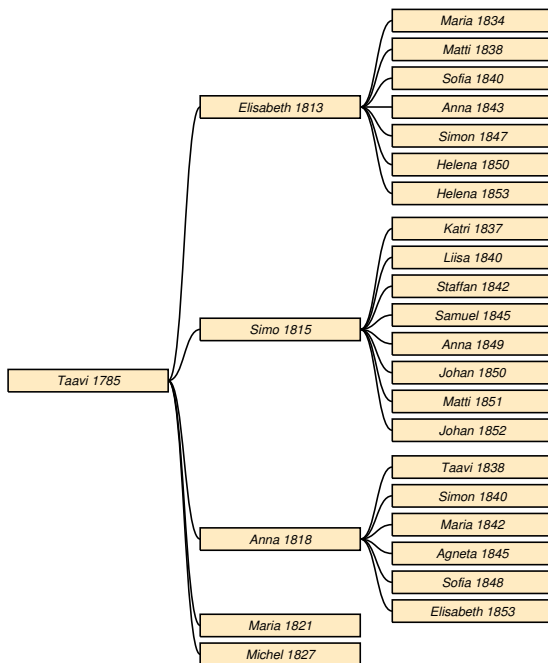 Maria 1834
Matti 1838
Sofia 1840
Elisabeth 1813
Anna 1843
Simon 1847
Helena 1850
Helena 1853
Katri 1837
Liisa 1840
Staffan 1842
Samuel 1845
Simo 1815
Anna 1849
Johan 1850
Taavi 1785
Matti 1851
Johan 1852
Taavi 1838
Simon 1840
Maria 1842
Anna 1818
Agneta 1845
Sofia 1848
Elisabeth 1853
Maria 1821
Michel 1827